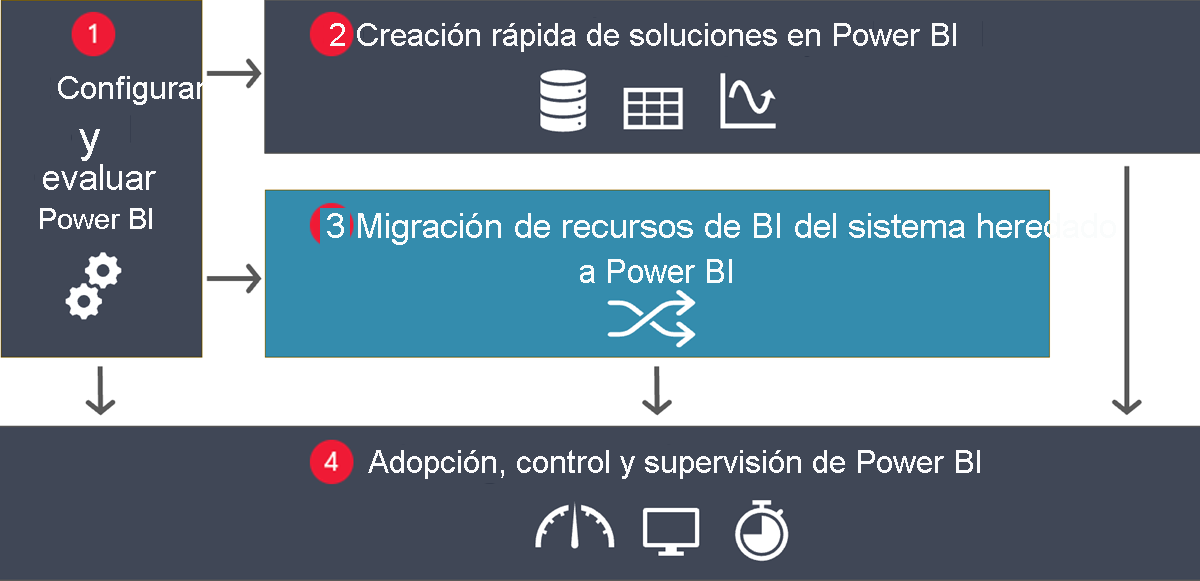 1
Configurar
y
evaluar
Power BI
2 Creación rápida de soluciones en Power BI
3 Migración de recursos de BI del sistema heredado
a Power BI
4 Adopción, control y supervisión de Power BI